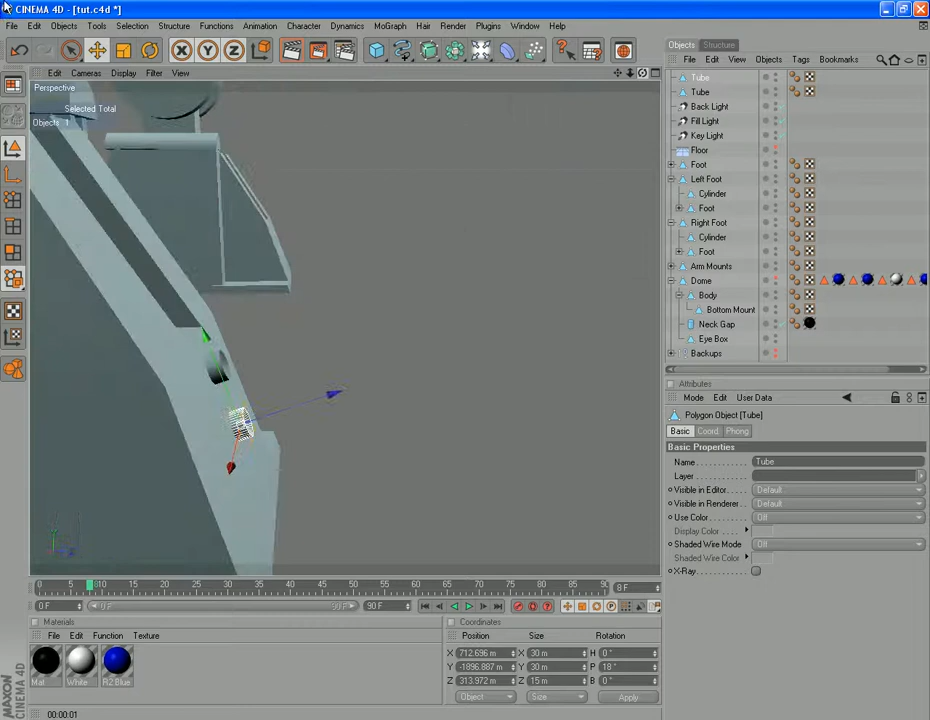 CINEMA 4D - [tut.c4d *]
File Edit Objects Tools Selection Structure Functions Animation Character Dynamics MoGraph Hair Render Plugins Window Help
Edit Cameras Display Filter View
Perspective
Selected Total
Objects 1
Objects Structure
File Edit View Objects Tags Bookmarks
Tube
Tube
Back Light
Fill Light
Key Light
Floor
Foot
Left Foot
Cylinder
Foot
Right Foot
Cylinder
Foot
Arm Mounts
Dome
Body
Bottom Mount
Neck Gap
Eye Box
Backups
Attributes
Mode Edit User Data
Polygon Object [Tube]
Basic Coord. Phong
Basic Properties
Name Tube
Layer
Visible in Editor Default
Visible in Renderer Default
Use Color Off
Display Color
Shaded Wire Mode Off
Shaded Wire Color
X-Ray
0 5 10 15 20 25 30 35 40 45 50 55 60 65 70 75 80 85 90 8 F
0 F 0 F 90 F 90 F
Materials
File Edit Function Texture
Mat White R2 Blue
Coordinates
Position Size Rotation
X 712.696 m X 30 m H 0 °
Y -1896.887 m Y 30 m P 18 °
Z 313.972 m Z 15 m B 0 °
Object Size Apply
MAXON
CINEMA 4D
00:00:01